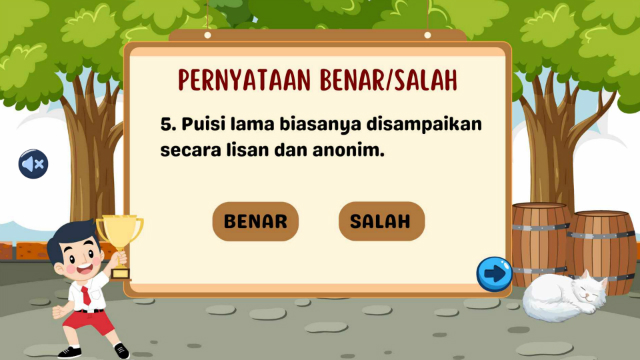 PERNYATAAN BENAR/SALAH
5. Puisi lama biasanya disampaikan
secara lisan dan anonim.
BENAR
SALAH